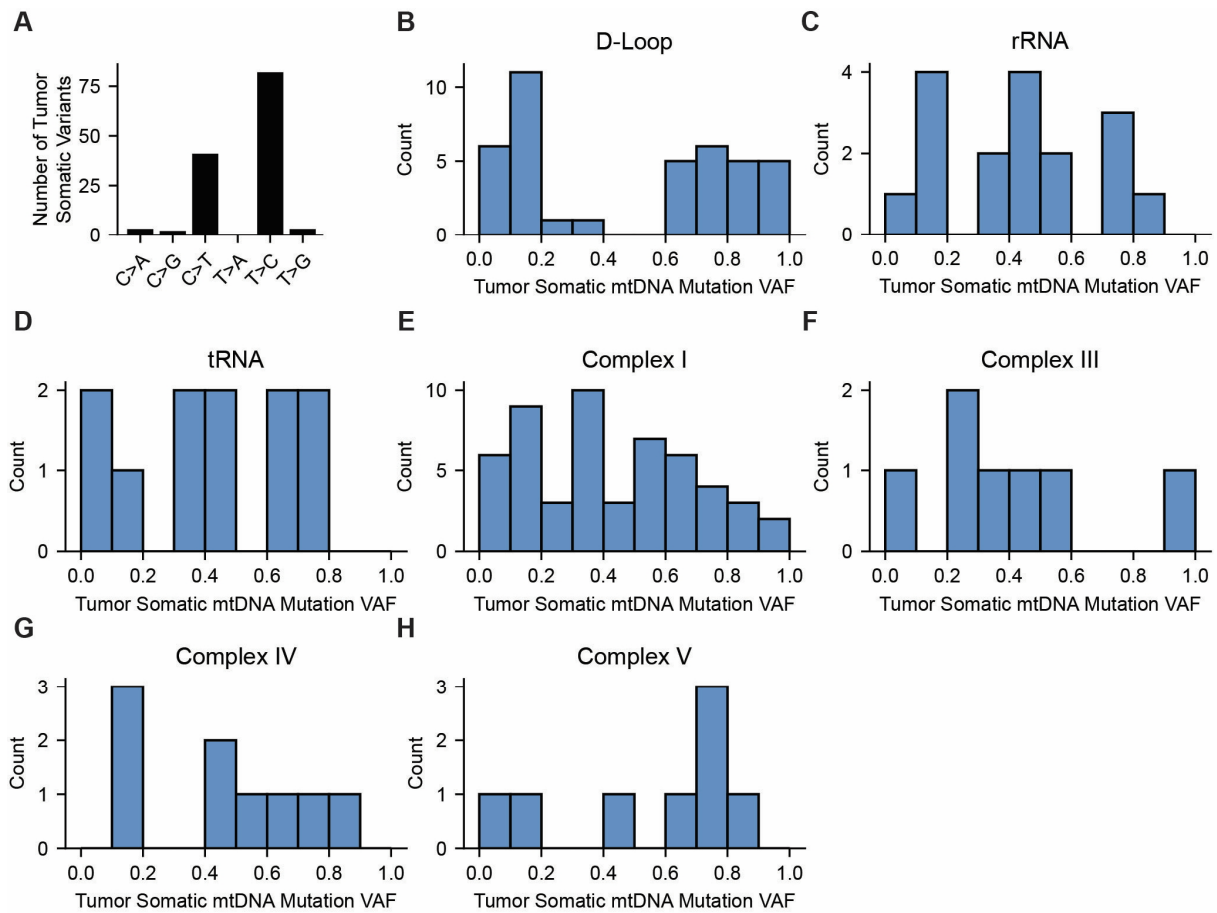 A
Number of Tumor
Somatic Variants
75
50
25
0
C>A
C>G
C>T
T>A
T>C
T>G
B
D-Loop
Count
10
5
0
0.0 0.2 0.4 0.6 0.8 1.0
Tumor Somatic mtDNA Mutation VAF
C
rRNA
Count
4
2
0
0.0 0.2 0.4 0.6 0.8 1.0
Tumor Somatic mtDNA Mutation VAF
D
tRNA
Count
2
1
0
0.0 0.2 0.4 0.6 0.8 1.0
Tumor Somatic mtDNA Mutation VAF
E
Complex I
Count
10
5
0
0.0 0.2 0.4 0.6 0.8 1.0
Tumor Somatic mtDNA Mutation VAF
F
Complex III
Count
2
1
0
0.0 0.2 0.4 0.6 0.8 1.0
Tumor Somatic mtDNA Mutation VAF
G
Complex IV
Count
3
2
1
0
0.0 0.2 0.4 0.6 0.8 1.0
Tumor Somatic mtDNA Mutation VAF
H
Complex V
Count
3
2
1
0
0.0 0.2 0.4 0.6 0.8 1.0
Tumor Somatic mtDNA Mutation VAF